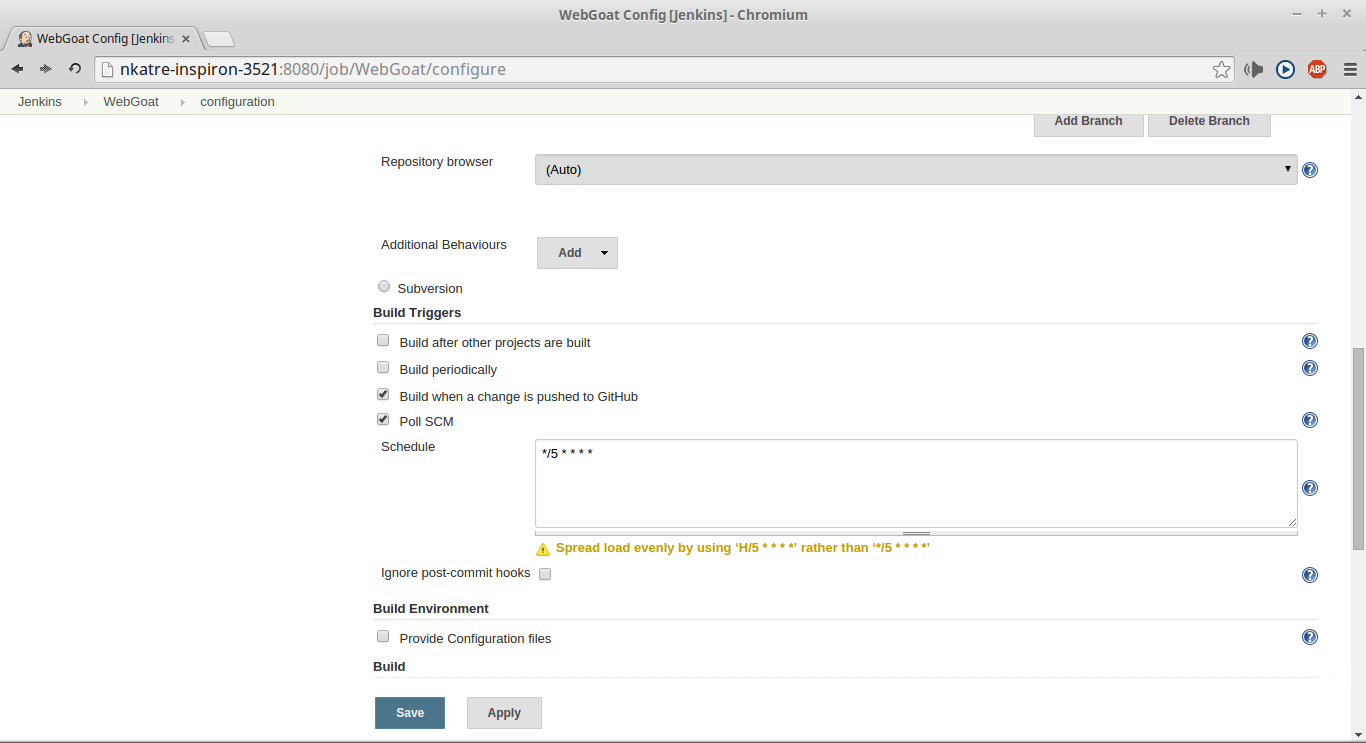 WebGoat Config [Jenkins] - Chromium
WebGoat Config [Jenkins
nkatre-inspiron-3521:8080/job/WebGoat/configure
ABP
Jenkins WebGoat configuration
Add Branch Delete Branch
Repository browser (Auto)
Additional Behaviours Add
Subversion
Build Triggers
Build after other projects are built
Build periodically
Build when a change is pushed to GitHub
Poll SCM
Schedule */5 * * * *
Spread load evenly by using ‘H/5 * * * *’ rather than ‘*/5 * * * *’
Ignore post-commit hooks
Build Environment
Provide Configuration files
Build
Save Apply